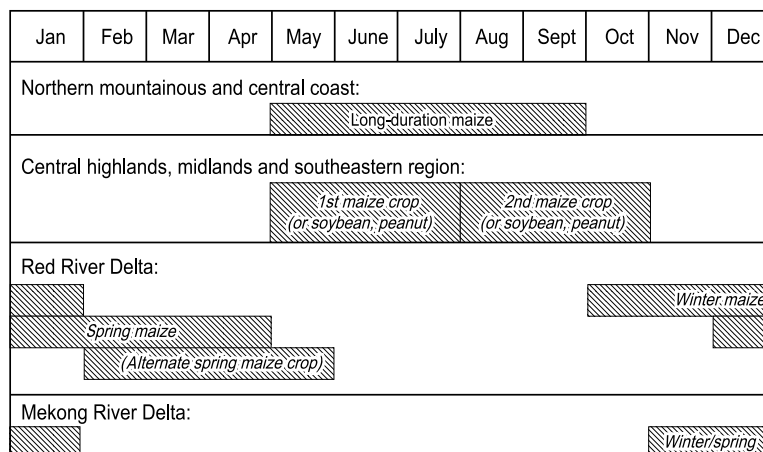 Jan Feb Mar Apr May June July Aug Sept Oct Nov Dec
Northern mountainous and central coast:
Long-duration maize
Central highlands, midlands and southeastern region:
1st maize crop
(or soybean, peanut)
2nd maize crop
(or soybean, peanut)
Red River Delta:
Winter maize
Spring maize
(Alternate spring maize crop)
Mekong River Delta:
Winter/spring